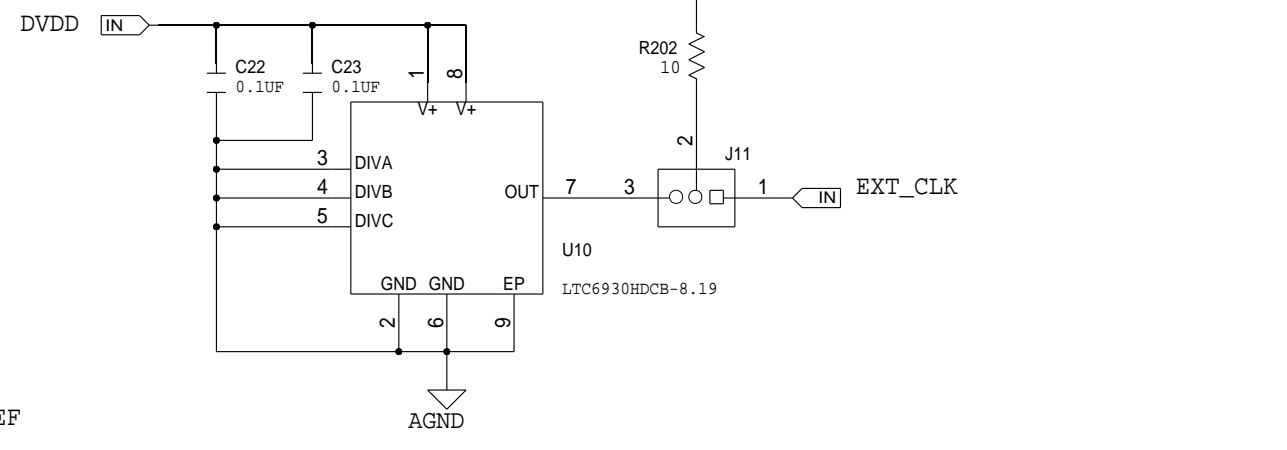 DVDD IN
R202
10
C22
0.1UF
C23
0.1UF
1
8
V+ V+
2
J11
3 DIVA
4 DIVB
5 DIVC
OUT 7
3
1
IN EXT_CLK
U10
LTC6930HDCB-8.19
GND GND EP
2
6
9
AGND
EF